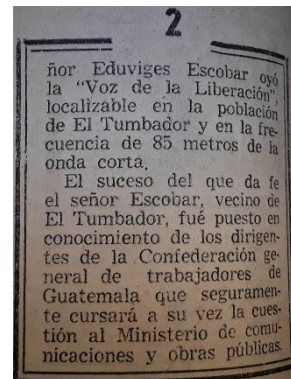 2
ñor Eduviges Escobar oyó
la "Voz de la Liberación",
localizable en la población
de El Tumbador y en la fre-
cuencia de 85 metros de la
onda corta.
El suceso del que da fe
el señor Escobar, vecino de
El Tumbador, fué puesto en
conocimiento de los dirigen-
tes de la Confederación ge-
neral de trabajadores de
Guatemala que seguramen-
te cursará a su vez la cues-
tión al Ministerio de comu-
nicaciones y obras públicas.